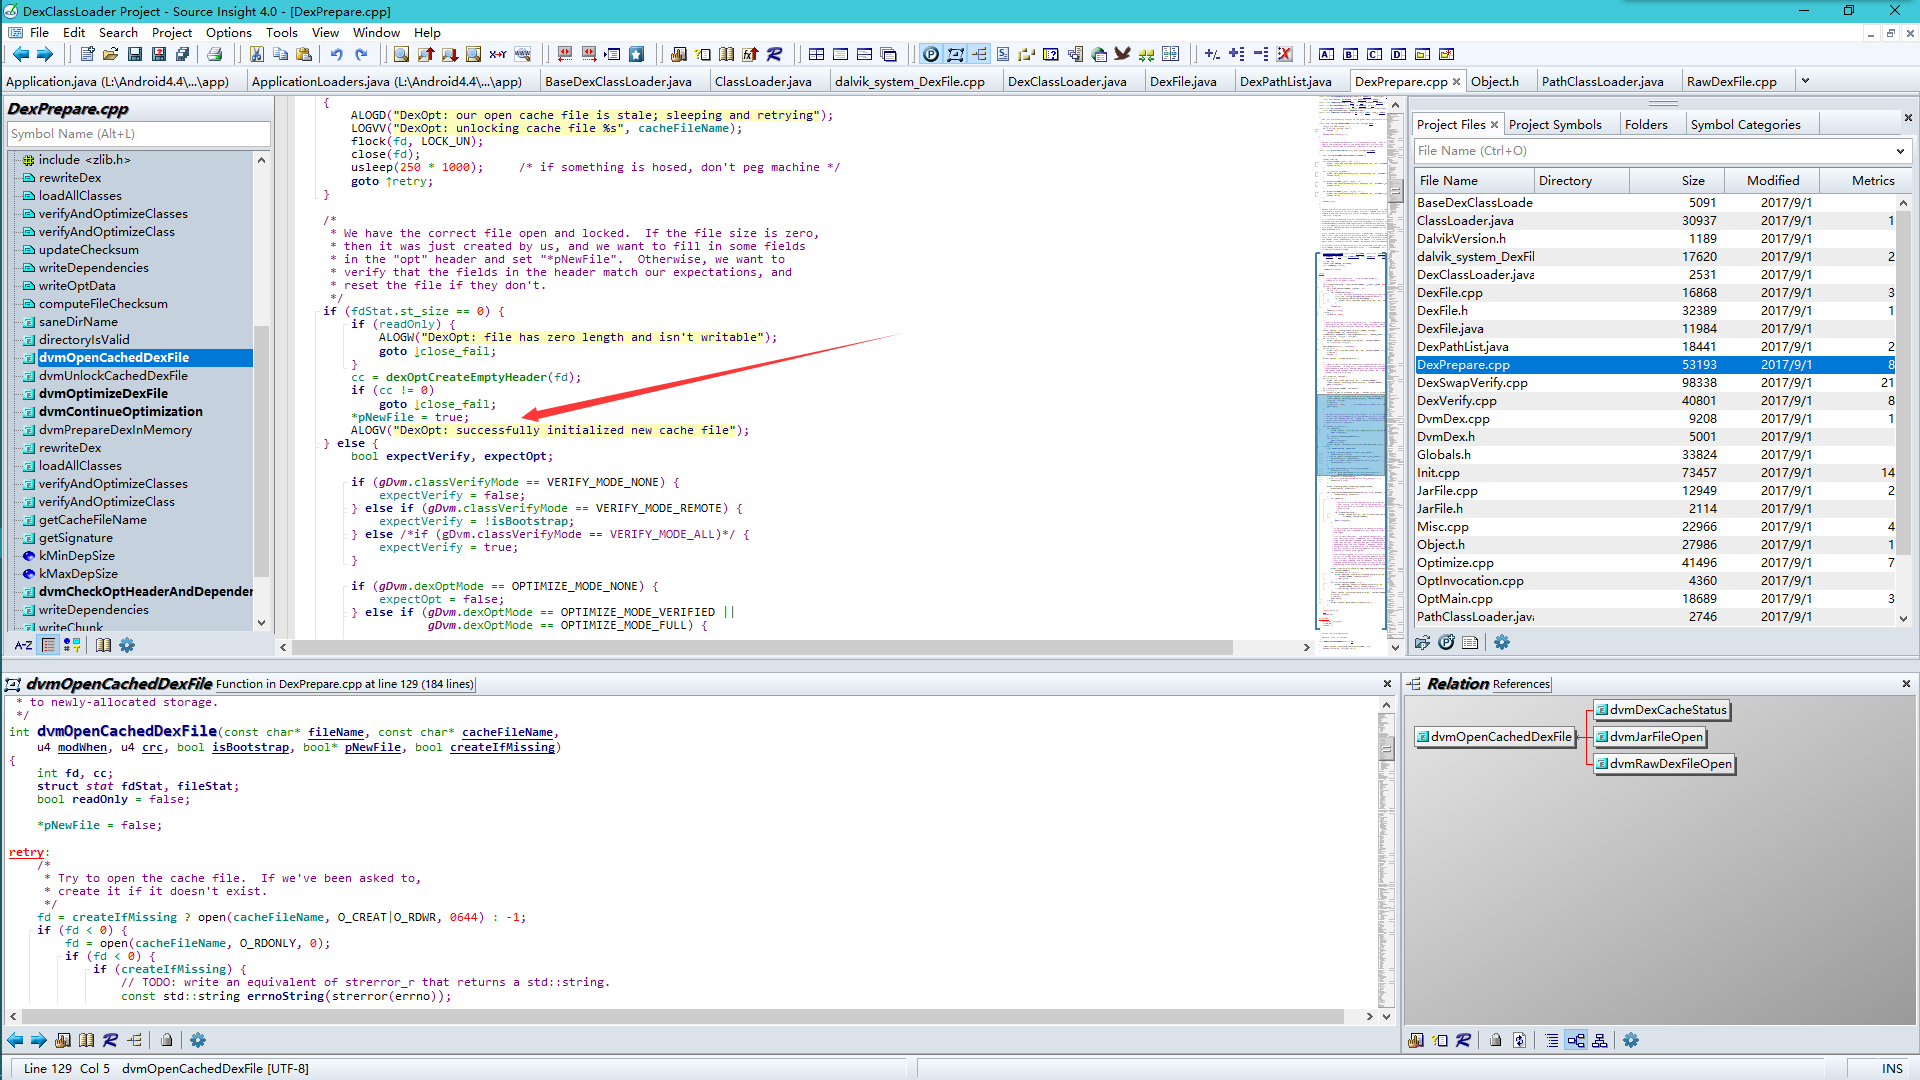 DexClassLoader Project - Source Insight 4.0 - [DexPrepare.cpp]
File Edit Search Project Options Tools View Window Help
Application.java (L:\Android4.4\...\app) ApplicationLoaders.java (L:\Android4.4\...\app) BaseDexClassLoader.java ClassLoader.java dalvik_system_DexFile.cpp DexClassLoader.java DexFile.java DexPathList.java DexPrepare.cpp Object.h PathClassLoader.java RawDexFile.cpp
DexPrepare.cpp
Symbol Name (Alt+L)
include <zlib.h>
rewriteDex
loadAllClasses
verifyAndOptimizeClasses
verifyAndOptimizeClass
updateChecksum
writeDependencies
writeOptData
computeFileChecksum
saneDirName
directoryIsValid
dvmOpenCachedDexFile
dvmUnlockCachedDexFile
dvmOptimizeDexFile
dvmContinueOptimization
dvmPrepareDexInMemory
rewriteDex
loadAllClasses
verifyAndOptimizeClasses
verifyAndOptimizeClass
getCacheFileName
getSignature
kMinDepSize
kMaxDepSize
dvmCheckOptHeaderAndDepender
writeDependencies
writeChunk
A-Z
{
ALOGD("DexOpt: our open cache file is stale; sleeping and retrying");
LOGVV("DexOpt: unlocking cache file %s", cacheFileName);
flock(fd, LOCK_UN);
close(fd);
usleep(250 * 1000); /* if something is hosed, don't peg machine */
goto ↑retry;
}
/*
* We have the correct file open and locked. If the file size is zero,
* then it was just created by us, and we want to fill in some fields
* in the "opt" header and set "*pNewFile". Otherwise, we want to
* verify that the fields in the header match our expectations, and
* reset the file if they don't.
*/
if (fdStat.st_size == 0) {
if (readOnly) {
ALOGW("DexOpt: file has zero length and isn't writable");
goto ↓close_fail;
}
cc = dexOptCreateEmptyHeader(fd);
if (cc != 0)
goto ↓close_fail;
*pNewFile = true;
ALOGV("DexOpt: successfully initialized new cache file");
} else {
bool expectVerify, expectOpt;
if (gDvm.classVerifyMode == VERIFY_MODE_NONE) {
expectVerify = false;
} else if (gDvm.classVerifyMode == VERIFY_MODE_REMOTE) {
expectVerify = !isBootstrap;
} else /*if (gDvm.classVerifyMode == VERIFY_MODE_ALL)*/ {
expectVerify = true;
}
if (gDvm.dexOptMode == OPTIMIZE_MODE_NONE) {
expectOpt = false;
} else if (gDvm.dexOptMode == OPTIMIZE_MODE_VERIFIED ||
gDvm.dexOptMode == OPTIMIZE_MODE_FULL) {
Project Files Project Symbols Folders Symbol Categories
File Name (Ctrl+O)
File Name Directory Size Modified Metrics
BaseDexClassLoade 5091 2017/9/1
ClassLoader.java 30937 2017/9/1 1
DalvikVersion.h 1189 2017/9/1
dalvik_system_DexFil 17620 2017/9/1 2
DexClassLoader.java 2531 2017/9/1
DexFile.cpp 16868 2017/9/1 3
DexFile.h 32389 2017/9/1 1
DexFile.java 11984 2017/9/1
DexPathList.java 18441 2017/9/1 2
DexPrepare.cpp 53193 2017/9/1 8
DexSwapVerify.cpp 98338 2017/9/1 21
DexVerify.cpp 40801 2017/9/1 8
DvmDex.cpp 9208 2017/9/1 1
DvmDex.h 5001 2017/9/1
Globals.h 33824 2017/9/1
Init.cpp 73457 2017/9/1 14
JarFile.cpp 12949 2017/9/1 2
JarFile.h 2114 2017/9/1
Misc.cpp 22966 2017/9/1 4
Object.h 27986 2017/9/1 1
Optimize.cpp 41496 2017/9/1 7
OptInvocation.cpp 4360 2017/9/1
OptMain.cpp 18689 2017/9/1 3
PathClassLoader.java 2746 2017/9/1
dvmOpenCachedDexFile Function in DexPrepare.cpp at line 129 (184 lines)
* to newly-allocated storage.
*/
int dvmOpenCachedDexFile(const char* fileName, const char* cacheFileName,
u4 modWhen, u4 crc, bool isBootstrap, bool* pNewFile, bool createIfMissing)
{
int fd, cc;
struct stat fdStat, fileStat;
bool readOnly = false;
*pNewFile = false;
retry:
/*
* Try to open the cache file. If we've been asked to,
* create it if it doesn't exist.
*/
fd = createIfMissing ? open(cacheFileName, O_CREAT|O_RDWR, 0644) : -1;
if (fd < 0) {
fd = open(cacheFileName, O_RDONLY, 0);
if (fd < 0) {
if (createIfMissing) {
// TODO: write an equivalent of strerror_r that returns a std::string.
const std::string errnoString(strerror(errno));
Relation References
dvmOpenCachedDexFile
dvmDexCacheStatus
dvmJarFileOpen
dvmRawDexFileOpen
Line 129 Col 5 dvmOpenCachedDexFile [UTF-8]
INS